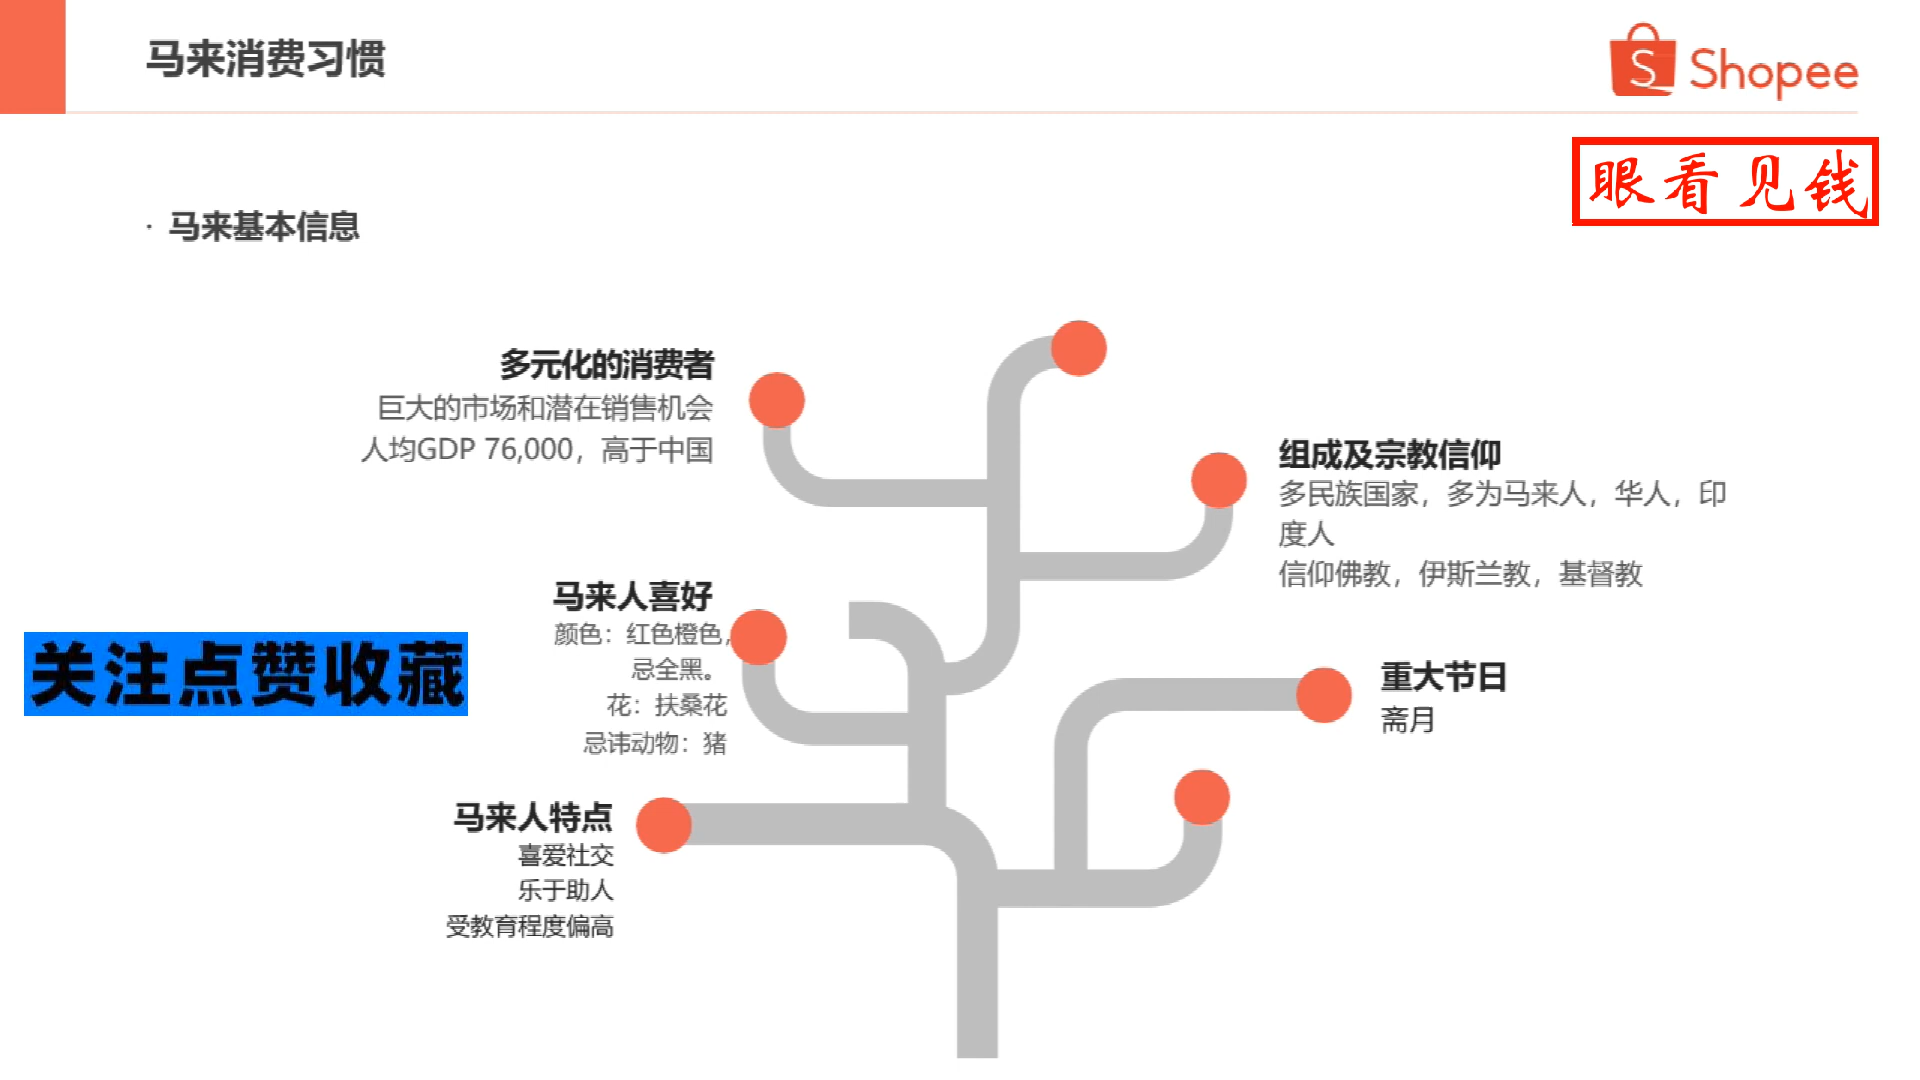 马来消费习惯
Shopee
眼看见钱
· 马来基本信息
多元化的消费者
巨大的市场和潜在销售机会
人均GDP 76,000，高于中国
组成及宗教信仰
多民族国家，多为马来人，华人，印
度人
信仰佛教，伊斯兰教，基督教
马来人喜好
颜色：红色橙色，
忌全黑。
花：扶桑花
忌讳动物：猪
关注点赞收藏
重大节日
斋月
马来人特点
喜爱社交
乐于助人
受教育程度偏高